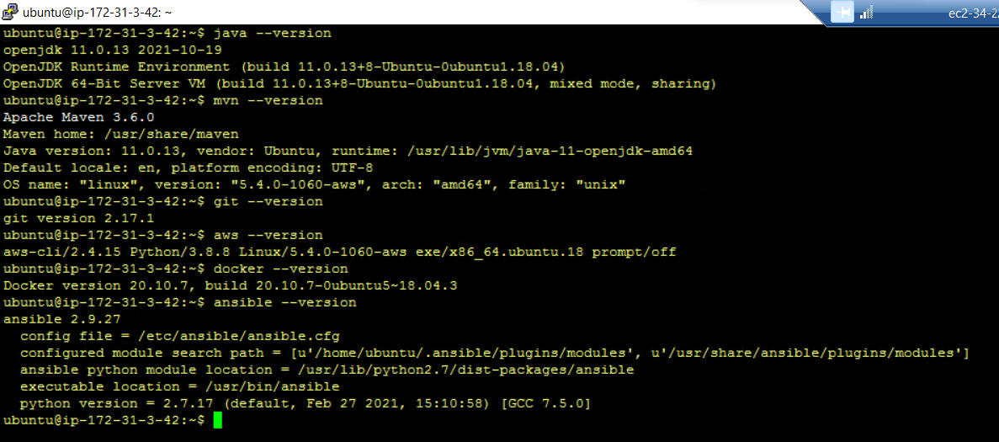 ubuntu@ip-172-31-3-42: ~
ec2-34-22
ubuntu@ip-172-31-3-42:~$ java --version
openjdk 11.0.13 2021-10-19
OpenJDK Runtime Environment (build 11.0.13+8-Ubuntu-0ubuntu1.18.04)
OpenJDK 64-Bit Server VM (build 11.0.13+8-Ubuntu-0ubuntu1.18.04, mixed mode, sharing)
ubuntu@ip-172-31-3-42:~$ mvn --version
Apache Maven 3.6.0
Maven home: /usr/share/maven
Java version: 11.0.13, vendor: Ubuntu, runtime: /usr/lib/jvm/java-11-openjdk-amd64
Default locale: en, platform encoding: UTF-8
OS name: "linux", version: "5.4.0-1060-aws", arch: "amd64", family: "unix"
ubuntu@ip-172-31-3-42:~$ git --version
git version 2.17.1
ubuntu@ip-172-31-3-42:~$ aws --version
aws-cli/2.4.15 Python/3.8.8 Linux/5.4.0-1060-aws exe/x86_64.ubuntu.18 prompt/off
ubuntu@ip-172-31-3-42:~$ docker --version
Docker version 20.10.7, build 20.10.7-0ubuntu5~18.04.3
ubuntu@ip-172-31-3-42:~$ ansible --version
ansible 2.9.27
  config file = /etc/ansible/ansible.cfg
  configured module search path = [u'/home/ubuntu/.ansible/plugins/modules', u'/usr/share/ansible/plugins/modules']
  ansible python module location = /usr/lib/python2.7/dist-packages/ansible
  executable location = /usr/bin/ansible
  python version = 2.7.17 (default, Feb 27 2021, 15:10:58) [GCC 7.5.0]
ubuntu@ip-172-31-3-42:~$